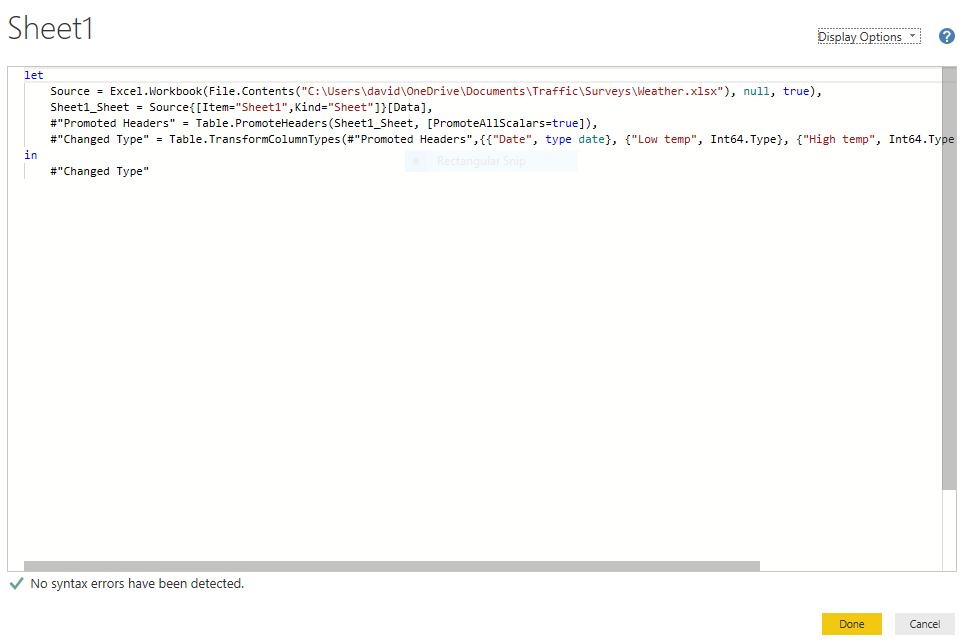 Sheet1
Display Options
?
let
Source = Excel.Workbook(File.Contents("C:\Users\david\OneDrive\Documents\Traffic\Surveys\Weather.xlsx"), null, true),
Sheet1_Sheet = Source{[Item="Sheet1",Kind="Sheet"]}[Data],
#"Promoted Headers" = Table.PromoteHeaders(Sheet1_Sheet, [PromoteAllScalars=true]),
#"Changed Type" = Table.TransformColumnTypes(#"Promoted Headers",{{"Date", type date}, {"Low temp", Int64.Type}, {"High temp", Int64.Type
in
Rectangular Snip
#"Changed Type"
No syntax errors have been detected.
Done
Cancel